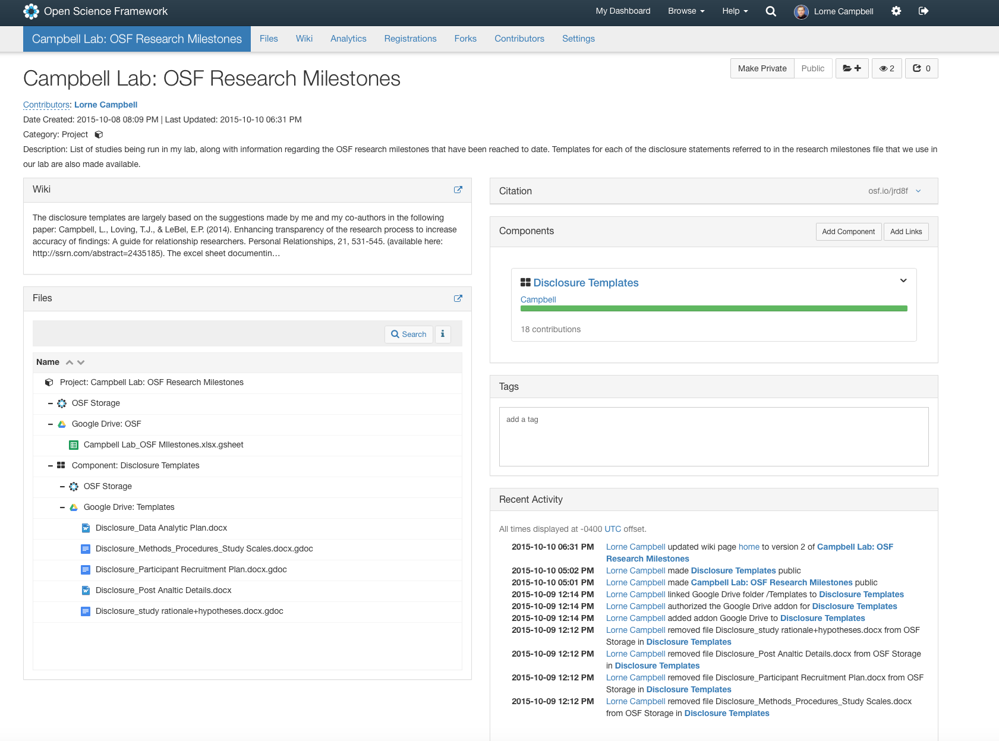 Open Science Framework
My Dashboard
Browse
Help
Lorne Campbell
Campbell Lab: OSF Research Milestones
Files
Wiki
Analytics
Registrations
Forks
Contributors
Settings
Campbell Lab: OSF Research Milestones
Make Private
Public
2
0
Contributors: Lorne Campbell
Date Created: 2015-10-08 08:09 PM | Last Updated: 2015-10-10 06:31 PM
Category: Project
Description: List of studies being run in my lab, along with information regarding the OSF research milestones that have been reached to date. Templates for each of the disclosure statements referred to in the research milestones file that we use in
our lab are also made available.
Wiki
The disclosure templates are largely based on the suggestions made by me and my co-authors in the following
paper: Campbell, L., Loving, T.J., & LeBel, E.P. (2014). Enhancing transparency of the research process to increase
accuracy of findings: A guide for relationship researchers. Personal Relationships, 21, 531-545. (available here:
http://ssrn.com/abstract=2435185). The excel sheet documentin…
Files
Search
i
Name
Project: Campbell Lab: OSF Research Milestones
OSF Storage
Google Drive: OSF
Campbell Lab_OSF MIlestones.xlsx.gsheet
Component: Disclosure Templates
OSF Storage
Google Drive: Templates
Disclosure_Data Analytic Plan.docx
Disclosure_Methods_Procedures_Study Scales.docx.gdoc
Disclosure_Participant Recruitment Plan.docx.gdoc
Disclosure_Post Analtic Details.docx
Disclosure_study rationale+hypotheses.docx.gdoc
Citation
osf.io/jrd8f
Components
Add Component
Add Links
Disclosure Templates
Campbell
18 contributions
Tags
add a tag
Recent Activity
All times displayed at -0400 UTC offset.
2015-10-10 06:31 PM Lorne Campbell updated wiki page home to version 2 of Campbell Lab: OSF
Research Milestones
2015-10-10 05:02 PM Lorne Campbell made Disclosure Templates public
2015-10-10 05:01 PM Lorne Campbell made Campbell Lab: OSF Research Milestones public
2015-10-09 12:14 PM Lorne Campbell linked Google Drive folder /Templates to Disclosure Templates
2015-10-09 12:14 PM Lorne Campbell authorized the Google Drive addon for Disclosure Templates
2015-10-09 12:14 PM Lorne Campbell added addon Google Drive to Disclosure Templates
2015-10-09 12:12 PM Lorne Campbell removed file Disclosure_study rationale+hypotheses.docx from OSF
Storage in Disclosure Templates
2015-10-09 12:12 PM Lorne Campbell removed file Disclosure_Post Analtic Details.docx from OSF Storage
in Disclosure Templates
2015-10-09 12:12 PM Lorne Campbell removed file Disclosure_Participant Recruitment Plan.docx from OSF
Storage in Disclosure Templates
2015-10-09 12:12 PM Lorne Campbell removed file Disclosure_Methods_Procedures_Study Scales.docx
from OSF Storage in Disclosure Templates